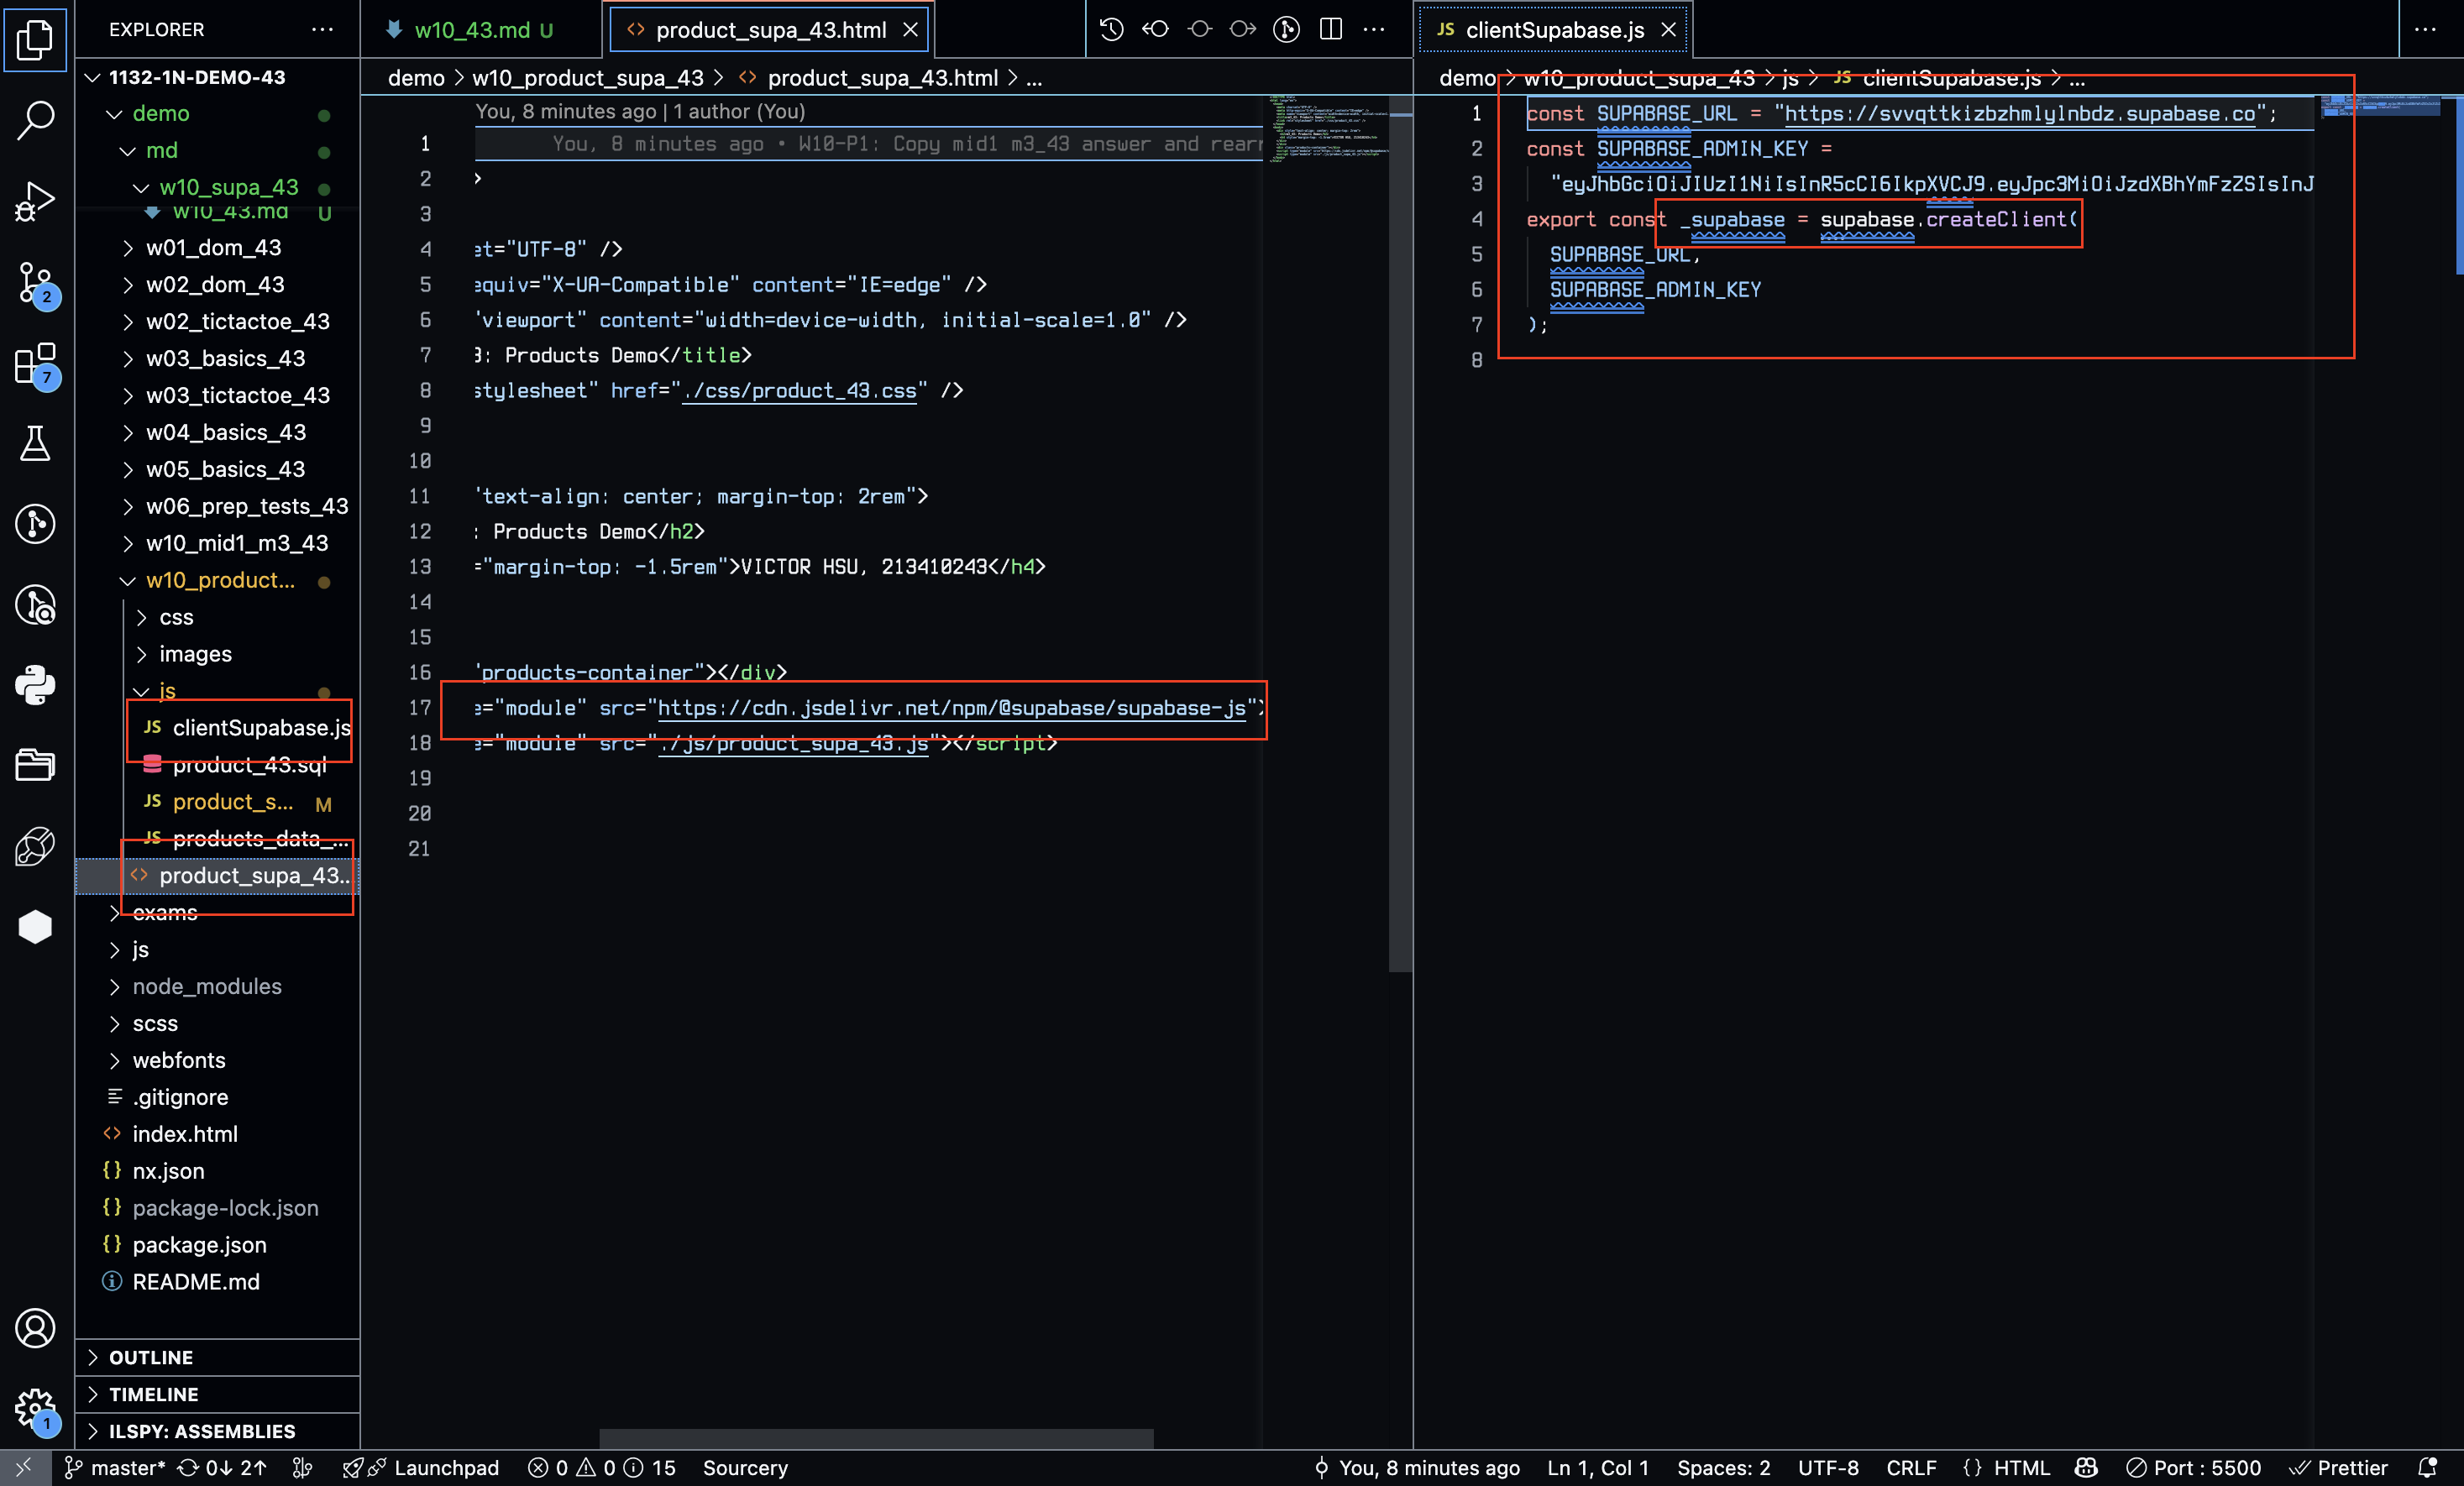 EXPLORER
1132-1N-DEMO-43
demo
md
w10_supa_43
w10_43.md U
w01_dom_43
w02_dom_43
w02_tictactoe_43
w03_basics_43
w03_tictactoe_43
w04_basics_43
w05_basics_43
w06_prep_tests_43
w10_mid1_m3_43
w10_product...
css
images
js
JS clientSupabase.js
product_43.sql
JS product_s... M
JS products_data_...
<> product_supa_43...
exams
js
node_modules
scss
webfonts
.gitignore
<> index.html
{} nx.json
{} package-lock.json
{} package.json
README.md
OUTLINE
TIMELINE
ILSPY: ASSEMBLIES
2
7
1
w10_43.md U
<> product_supa_43.html
demo > w10_product_supa_43 > <> product_supa_43.html > ...
You, 8 minutes ago | 1 author (You)
1 You, 8 minutes ago • W10-P1: Copy mid1 m3_43 answer and rearr
2 >
3
4 et="UTF-8" />
5 equiv="X-UA-Compatible" content="IE=edge" />
6 "viewport" content="width=device-width, initial-scale=1.0" />
7 3: Products Demo</title>
8 stylesheet" href="./css/product_43.css" />
9
10
11 "text-align: center; margin-top: 2rem">
12 : Products Demo</h2>
13 ="margin-top: -1.5rem">VICTOR HSU, 213410243</h4>
14
15
16 "products-container"></div>
17 e="module" src="https://cdn.jsdelivr.net/npm/@supabase/supabase-js">
18 e="module" src="./js/product_supa_43.js"></script>
19
20
21
JS clientSupabase.js
demo > w10_product_supa_43 > js > JS clientSupabase.js > ...
1 const SUPABASE_URL = "https://svvqttkizbzhmlylnbdz.supabase.co";
2 const SUPABASE_ADMIN_KEY =
3 "eyJhbGciOiJIUzI1NiIsInR5cCI6IkpXVCJ9.eyJpc3MiOiJzdXBhYmFzZSIsInJ
4 export const _supabase = supabase.createClient(
5 SUPABASE_URL,
6 SUPABASE_ADMIN_KEY
7 );
8
master* 0↓ 2↑ Launchpad 0 0 15 Sourcery You, 8 minutes ago Ln 1, Col 1 Spaces: 2 UTF-8 CRLF {} HTML Port : 5500 Prettier